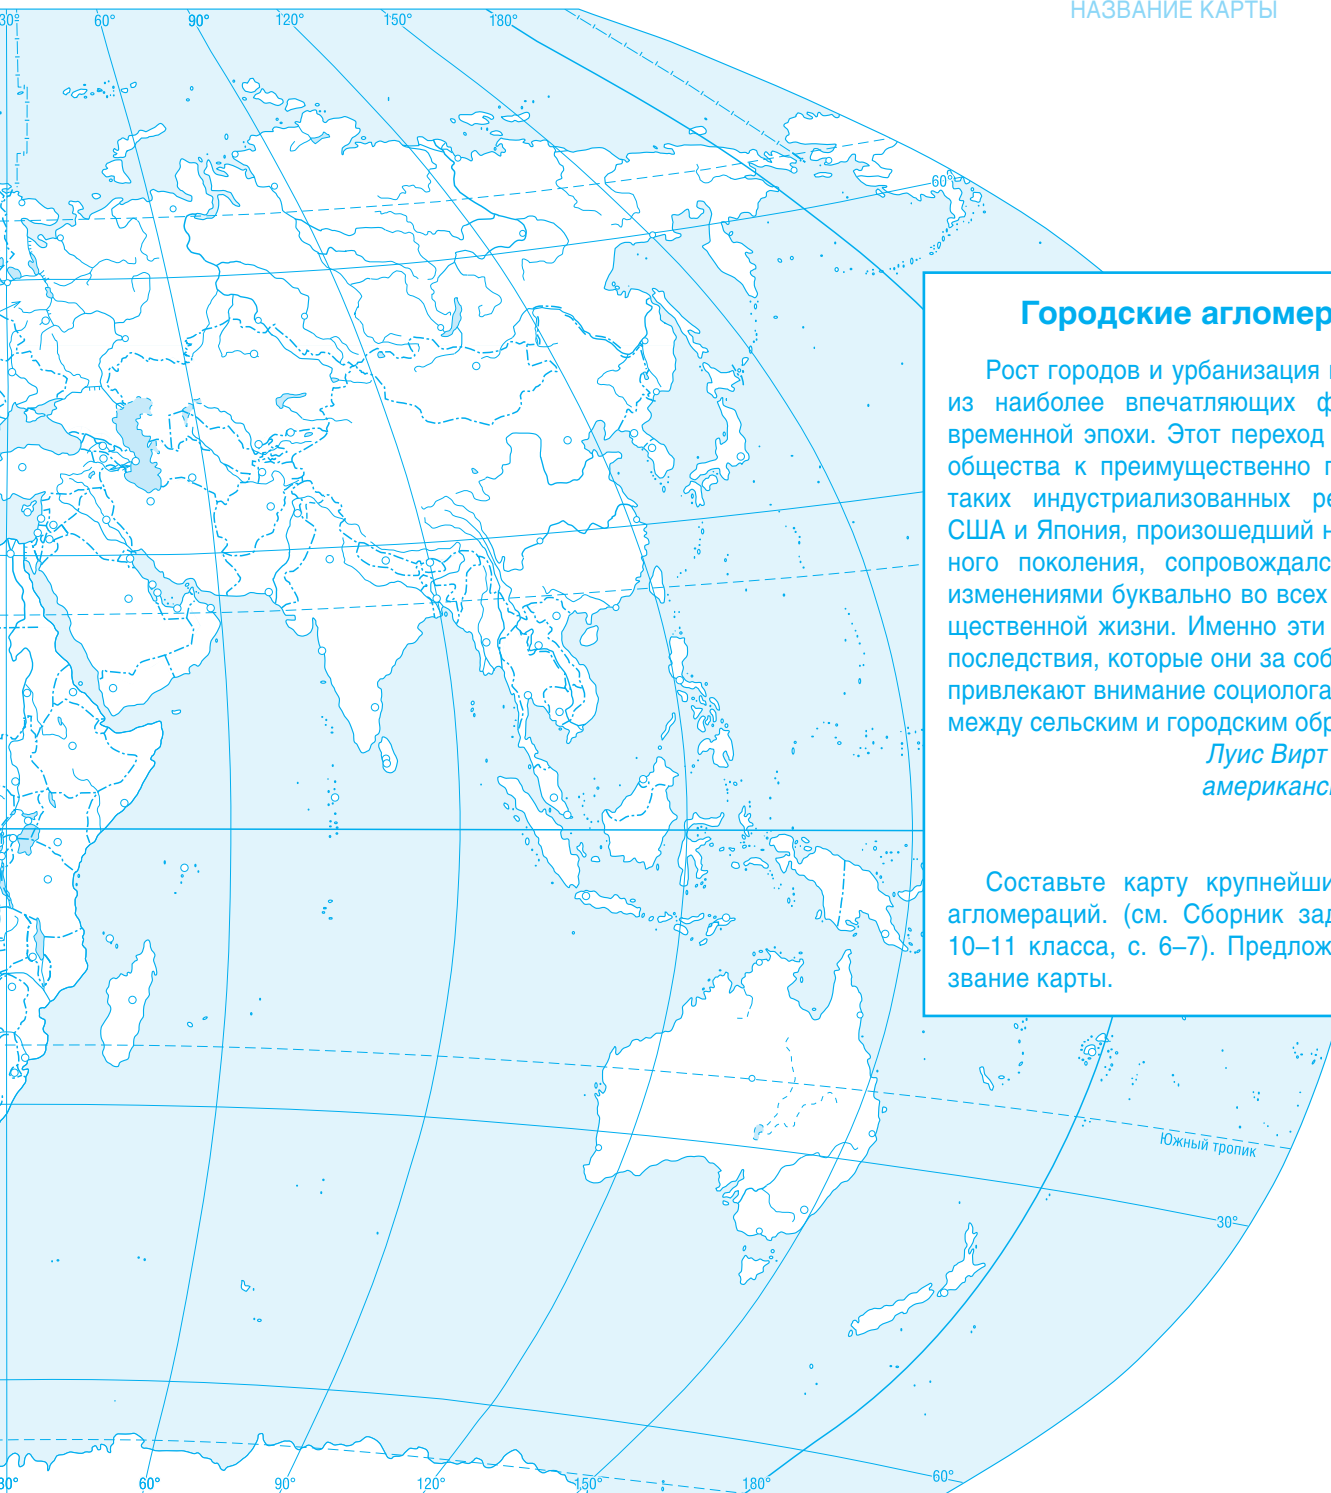 НАЗВАНИЕ КАРТЫ
30° 60° 90° 120° 150° 180°
60°
Городские агломер
Рост городов и урбанизация
из наиболее впечатляющих ф
временной эпохи. Этот переход
общества к преимущественно п
таких индустриализованных ре
США и Япония, произошедший н
ного поколения, сопровождалс
изменениями буквально во всех
щественной жизни. Именно эти
последствия, которые они за соб
привлекают внимание социолога
между сельским и городским обр
Луис Вирт
американс
Составьте карту крупнейши
агломераций. (см. Сборник зад
10–11 класса, с. 6–7). Предлож
звание карты.
Южный тропик
30°
60°
30° 60° 90° 120° 150° 180°